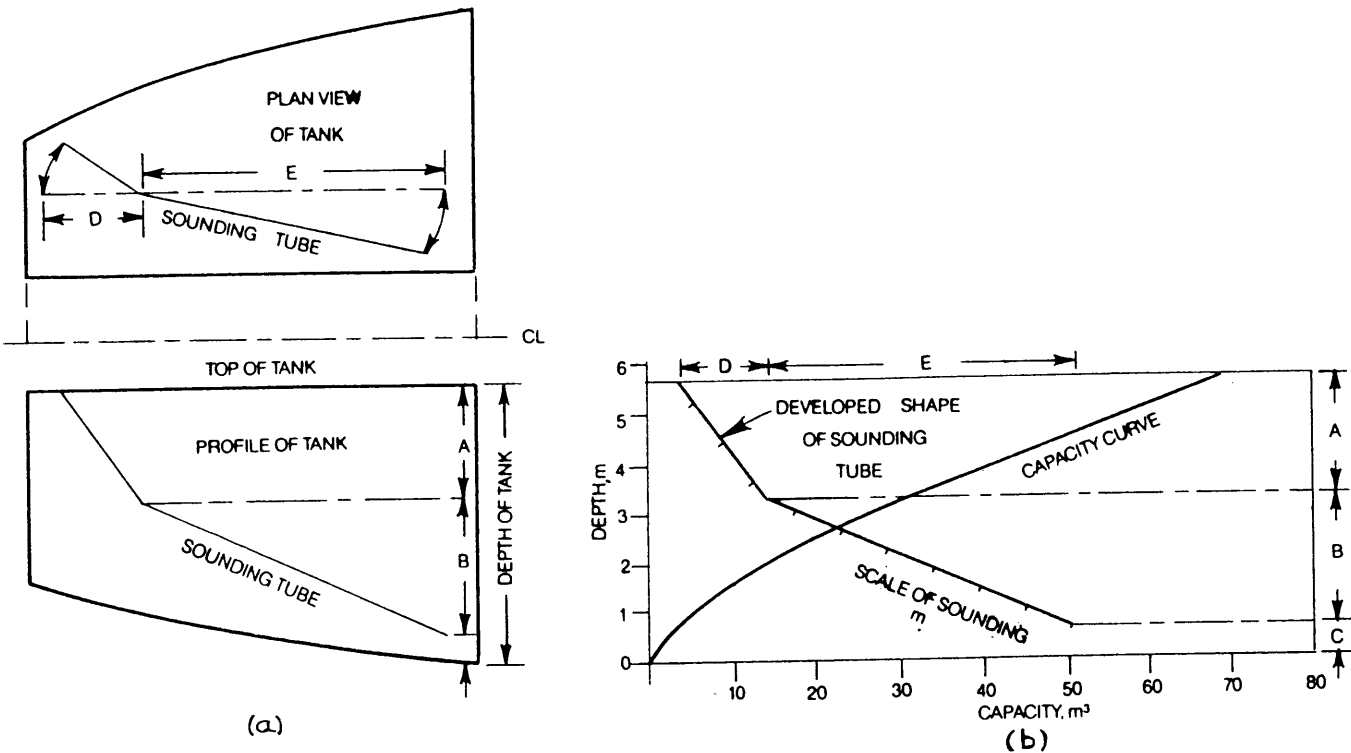 PLAN VIEW
OF TANK
E
D
SOUNDING TUBE
CL
TOP OF TANK
PROFILE OF TANK
A
B
SOUNDING TUBE
DEPTH OF TANK
(a)
D
E
6
5
4
3
2
1
0
DEPTH, m
DEVELOPED SHAPE
OF SOUNDING
TUBE
CAPACITY CURVE
SCALE OF SOUNDING
m
A
B
C
10
20
30
40
50
60
70
80
CAPACITY, m³
(b)